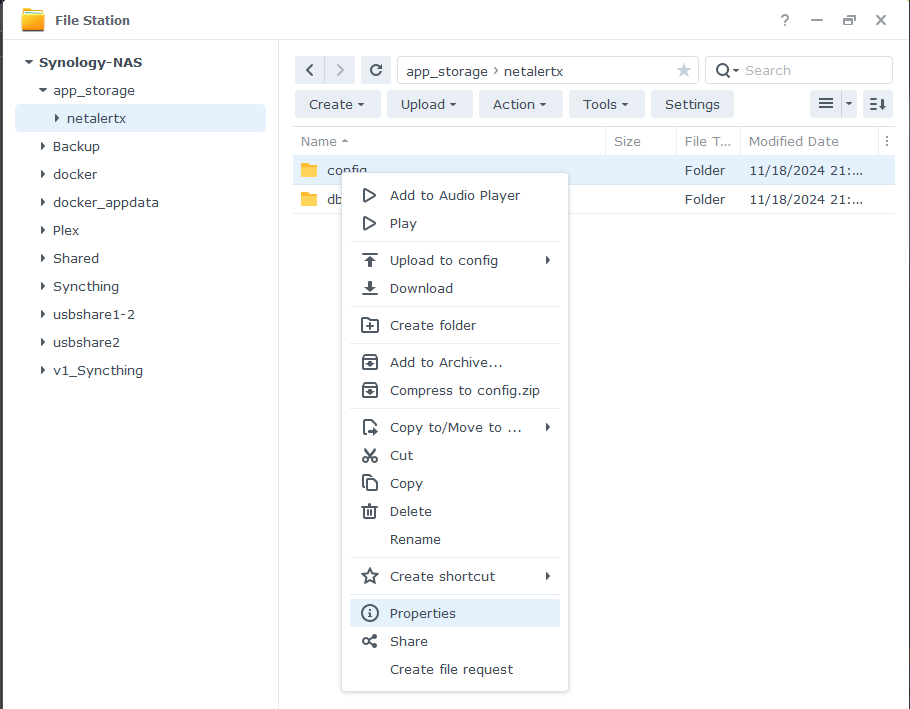 File Station
Synology-NAS
app_storage
netalertx
Backup
docker
docker_appdata
Plex
Shared
Syncthing
usbshare1-2
usbshare2
v1_Syncthing
app_storage › netalertx
Search
Create
Upload
Action
Tools
Settings
Name Size File T... Modified Date
config Folder 11/18/2024 21:...
db Folder 11/18/2024 21:...
Add to Audio Player
Play
Upload to config
Download
Create folder
Add to Archive...
Compress to config.zip
Copy to/Move to ...
Cut
Copy
Delete
Rename
Create shortcut
Properties
Share
Create file request